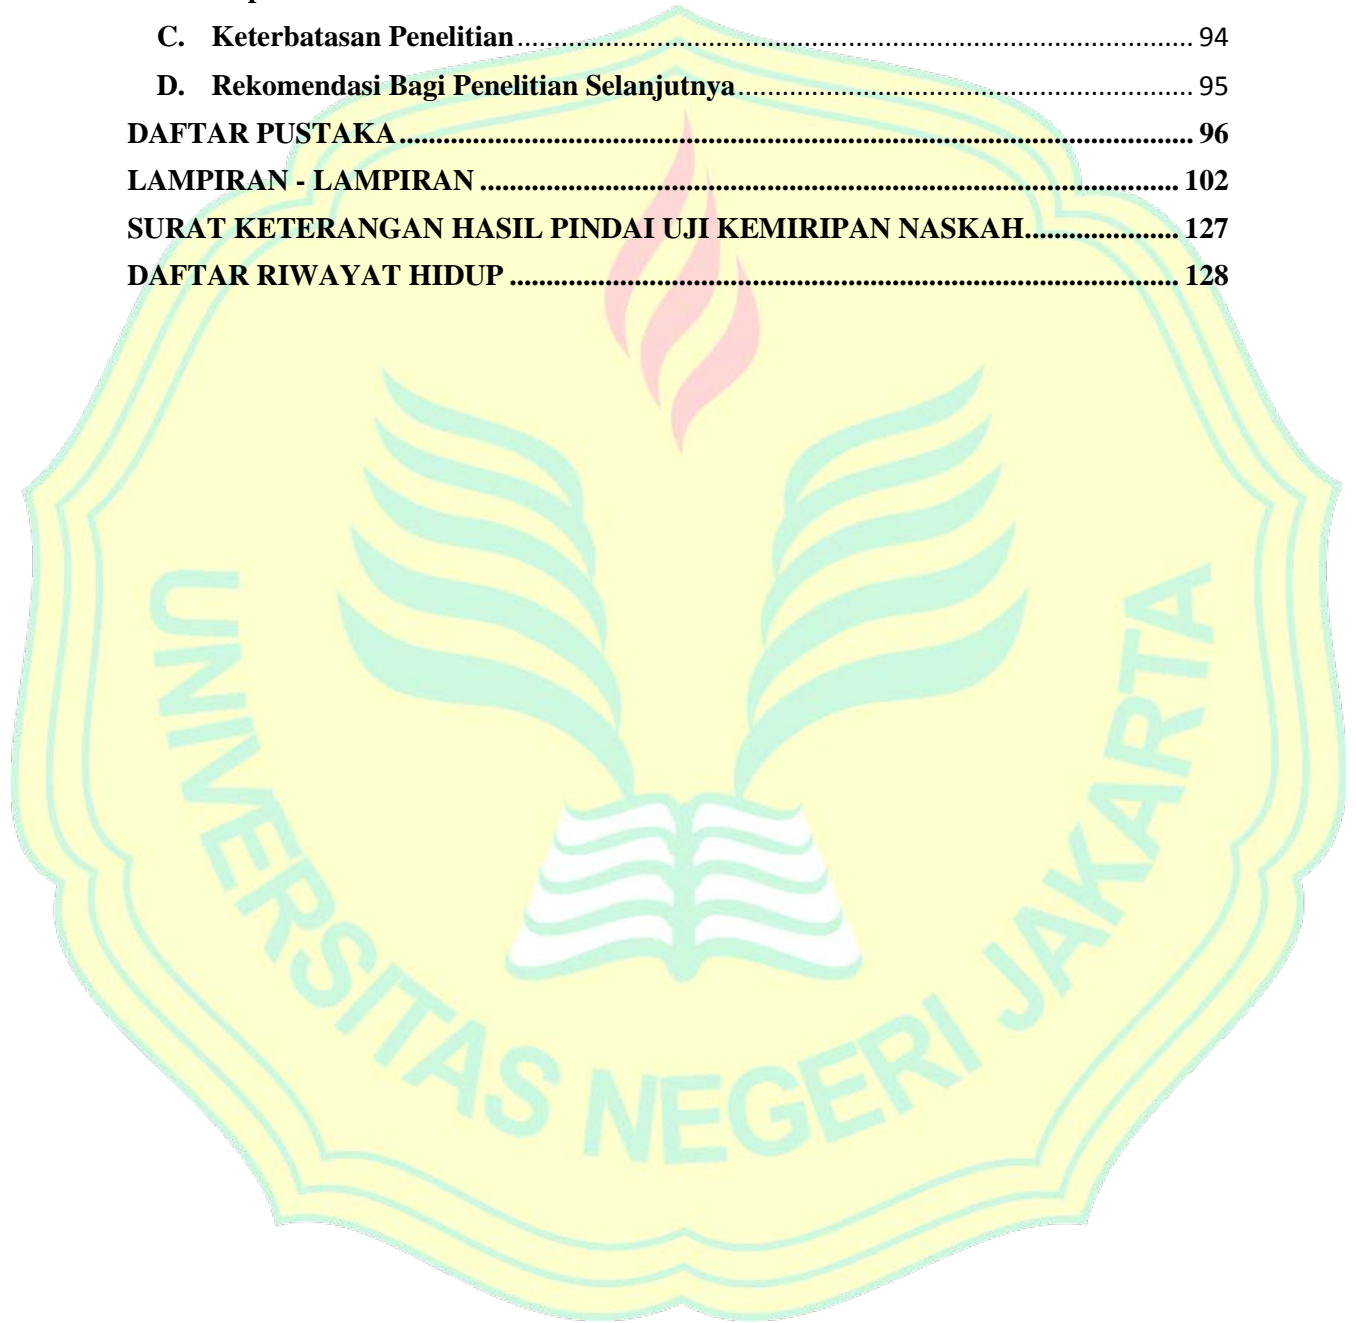 C. Keterbatasan Penelitian........................................................................................... 94
D. Rekomendasi Bagi Penelitian Selanjutnya............................................................. 95
DAFTAR PUSTAKA.................................................................................................................. 96
LAMPIRAN - LAMPIRAN .................................................................................................... 102
SURAT KETERANGAN HASIL PINDAI UJI KEMIRIPAN NASKAH...................... 127
DAFTAR RIWAYAT HIDUP ................................................................................................ 128
UNIVERSITAS NEGERI JAKARTA